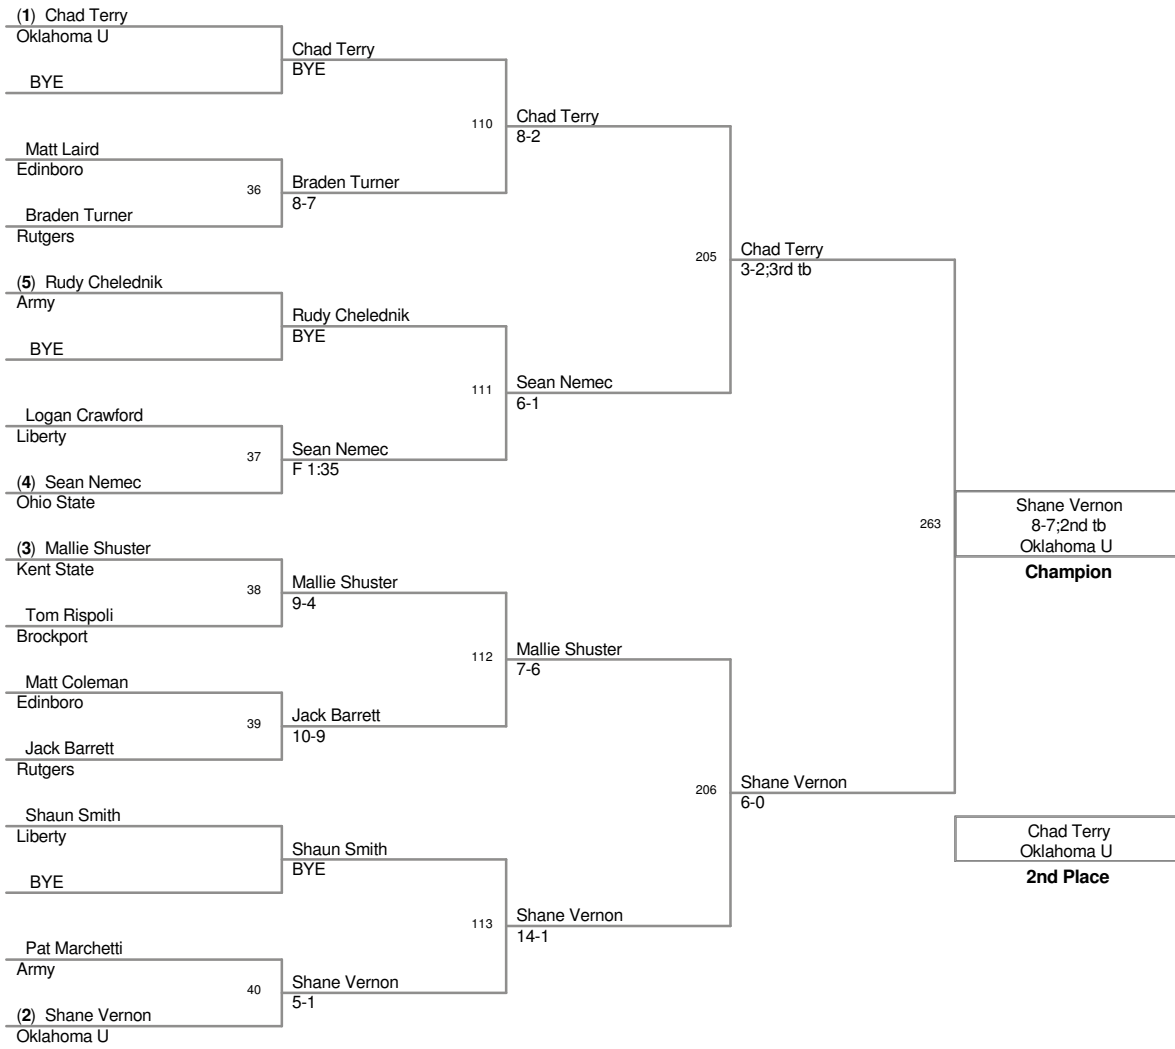 (1) Chad Terry
Oklahoma U
BYE
Matt Laird
Edinboro
Braden Turner
Rutgers
(5) Rudy Chelednik
Army
BYE
Logan Crawford
Liberty
(4) Sean Nemec
Ohio State
(3) Mallie Shuster
Kent State
Tom Rispoli
Brockport
Matt Coleman
Edinboro
Jack Barrett
Rutgers
Shaun Smith
Liberty
BYE
Pat Marchetti
Army
(2) Shane Vernon
Oklahoma U
36
37
38
39
40
Chad Terry
BYE
Braden Turner
8-7
Rudy Chelednik
BYE
Sean Nemec
F 1:35
Mallie Shuster
9-4
Jack Barrett
10-9
Shaun Smith
BYE
Shane Vernon
5-1
110
111
112
113
Chad Terry
8-2
Sean Nemec
6-1
Mallie Shuster
7-6
Shane Vernon
14-1
205
206
Chad Terry
3-2;3rd tb
Shane Vernon
6-0
263
Shane Vernon
8-7;2nd tb
Oklahoma U
Champion
Chad Terry
Oklahoma U
2nd Place